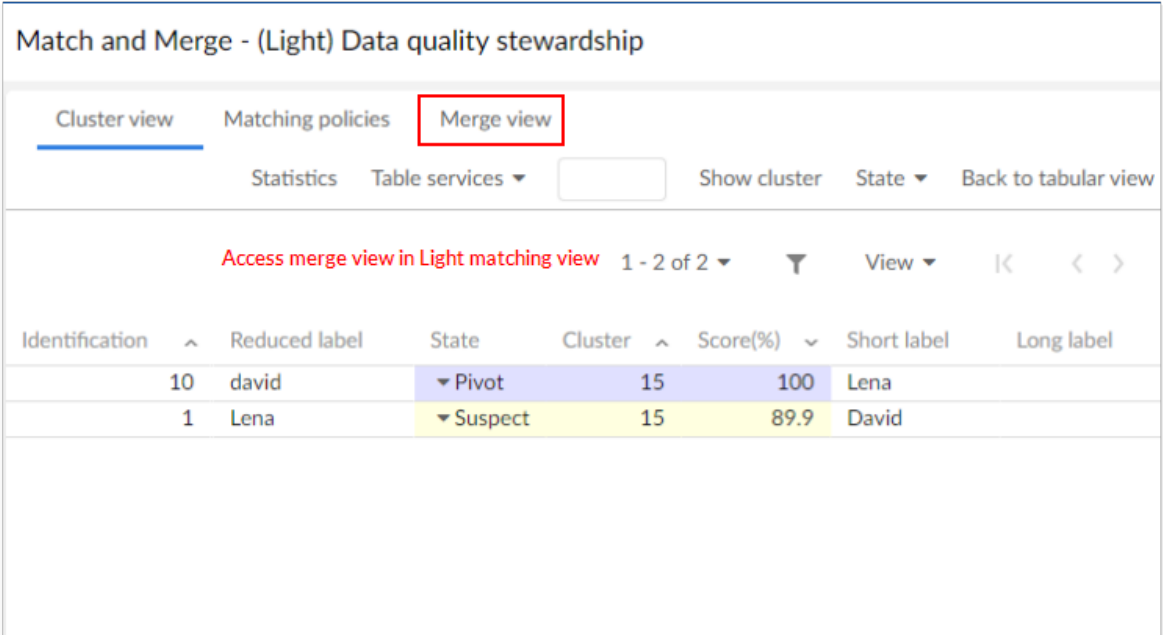 Match and Merge - (Light) Data quality stewardship
Cluster view Matching policies Merge view
Statistics Table services Show cluster State Back to tabular view
Access merge view in Light matching view 1 - 2 of 2 View
Identification Reduced label State Cluster Score(%) Short label Long label
10 david Pivot 15 100 Lena
1 Lena Suspect 15 89.9 David